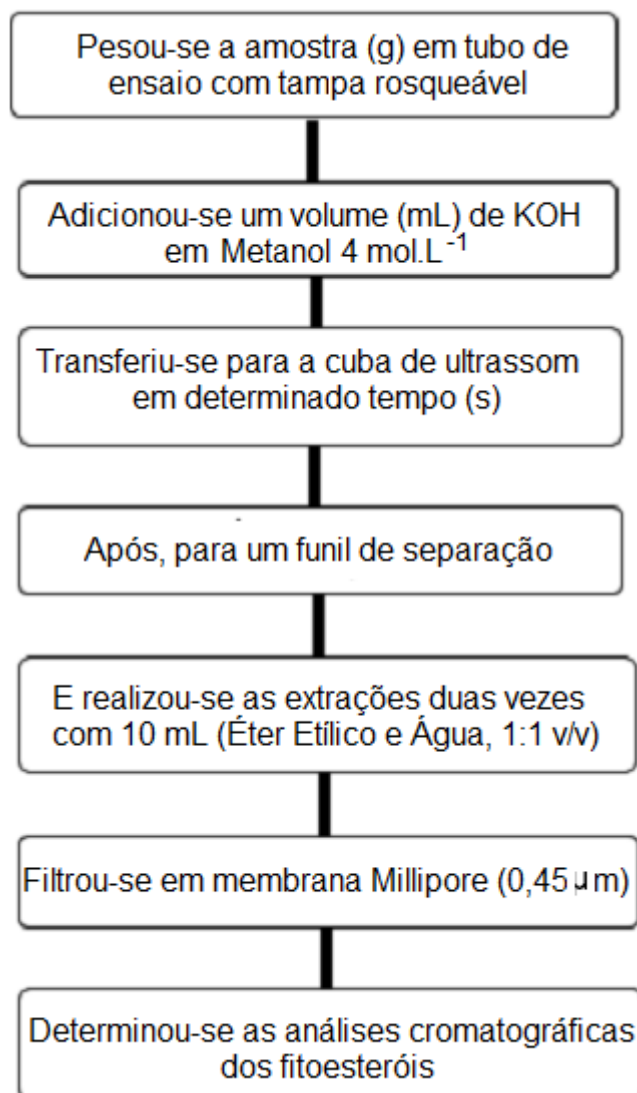 Pesou-se a amostra (g) em tubo de
ensaio com tampa rosqueável
Adicionou-se um volume (mL) de KOH
em Metanol 4 mol.L⁻¹
Transferiu-se para a cuba de ultrassom
em determinado tempo (s)
Após, para um funil de separação
E realizou-se as extrações duas vezes
com 10 mL (Éter Etílico e Água, 1:1 v/v)
Filtrou-se em membrana Millipore (0,45 μm)
Determinou-se as análises cromatográficas
dos fitoesteróis